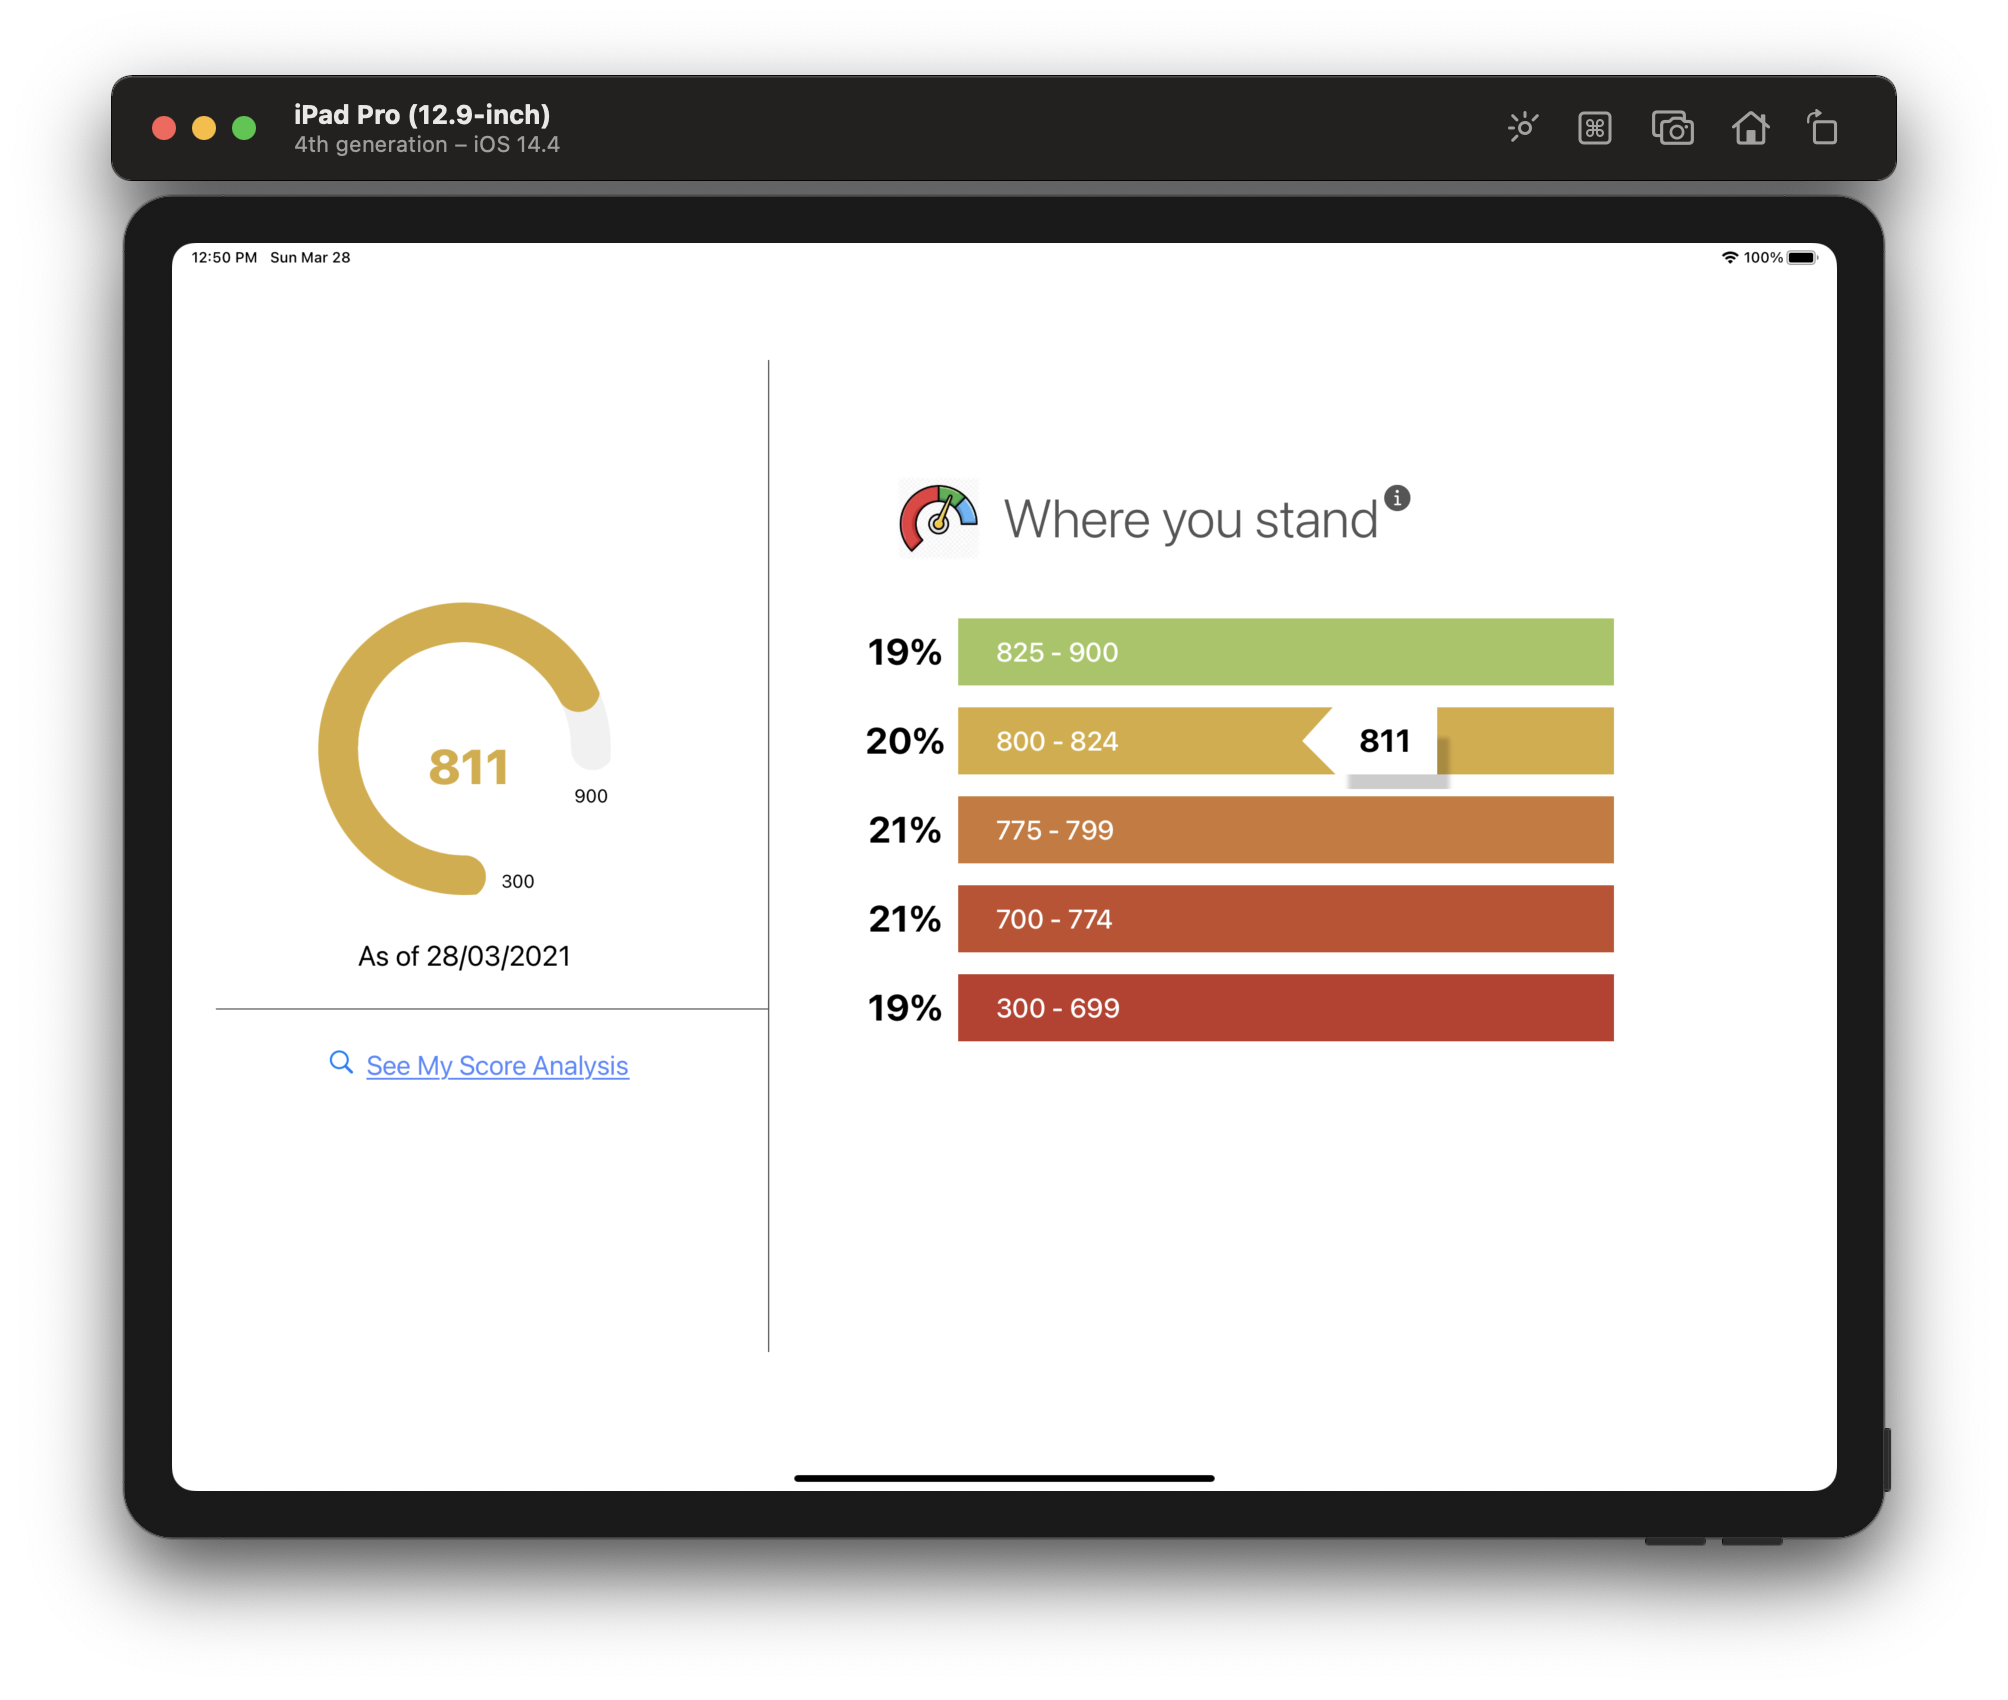 iPad Pro (12.9-inch)
4th generation – iOS 14.4
12:50 PM Sun Mar 28
100%
811
900
300
As of 28/03/2021
See My Score Analysis
Where you stand
19% 825 - 900
20% 800 - 824 811
21% 775 - 799
21% 700 - 774
19% 300 - 699